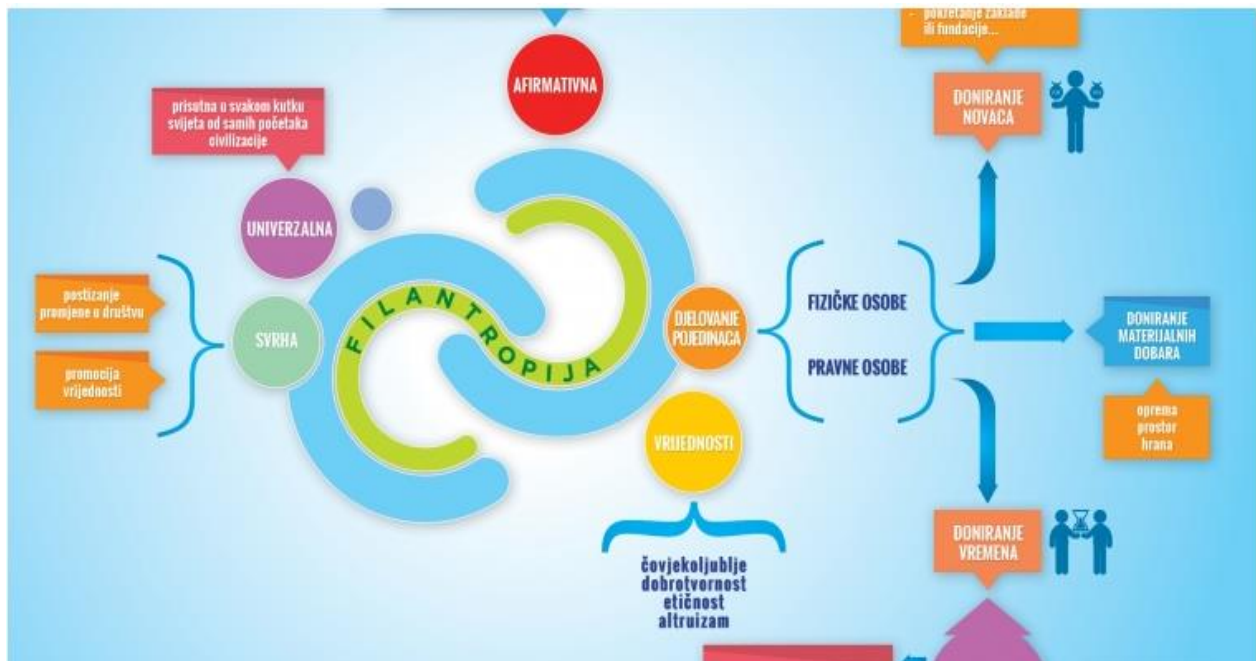 - pokretanje zaklade
ili fundacije...
AFIRMATIVNA
DONIRANJE
NOVACA
prisutna u svakom kutku
svijeta od samih početaka
civilizacije
UNIVERZALNA
postizanje
promjene u društvu
SVRHA
promocija
vrijednosti
FILANTROPIJA
DJELOVANJE
POJEDINACA
FIZIČKE OSOBE
PRAVNE OSOBE
DONIRANJE
MATERIJALNIH
DOBARA
oprema
prostor
hrana
VRIJEDNOSTI
čovjekoljublje
dobrotvornost
etičnost
altruizam
DONIRANJE
VREMENA